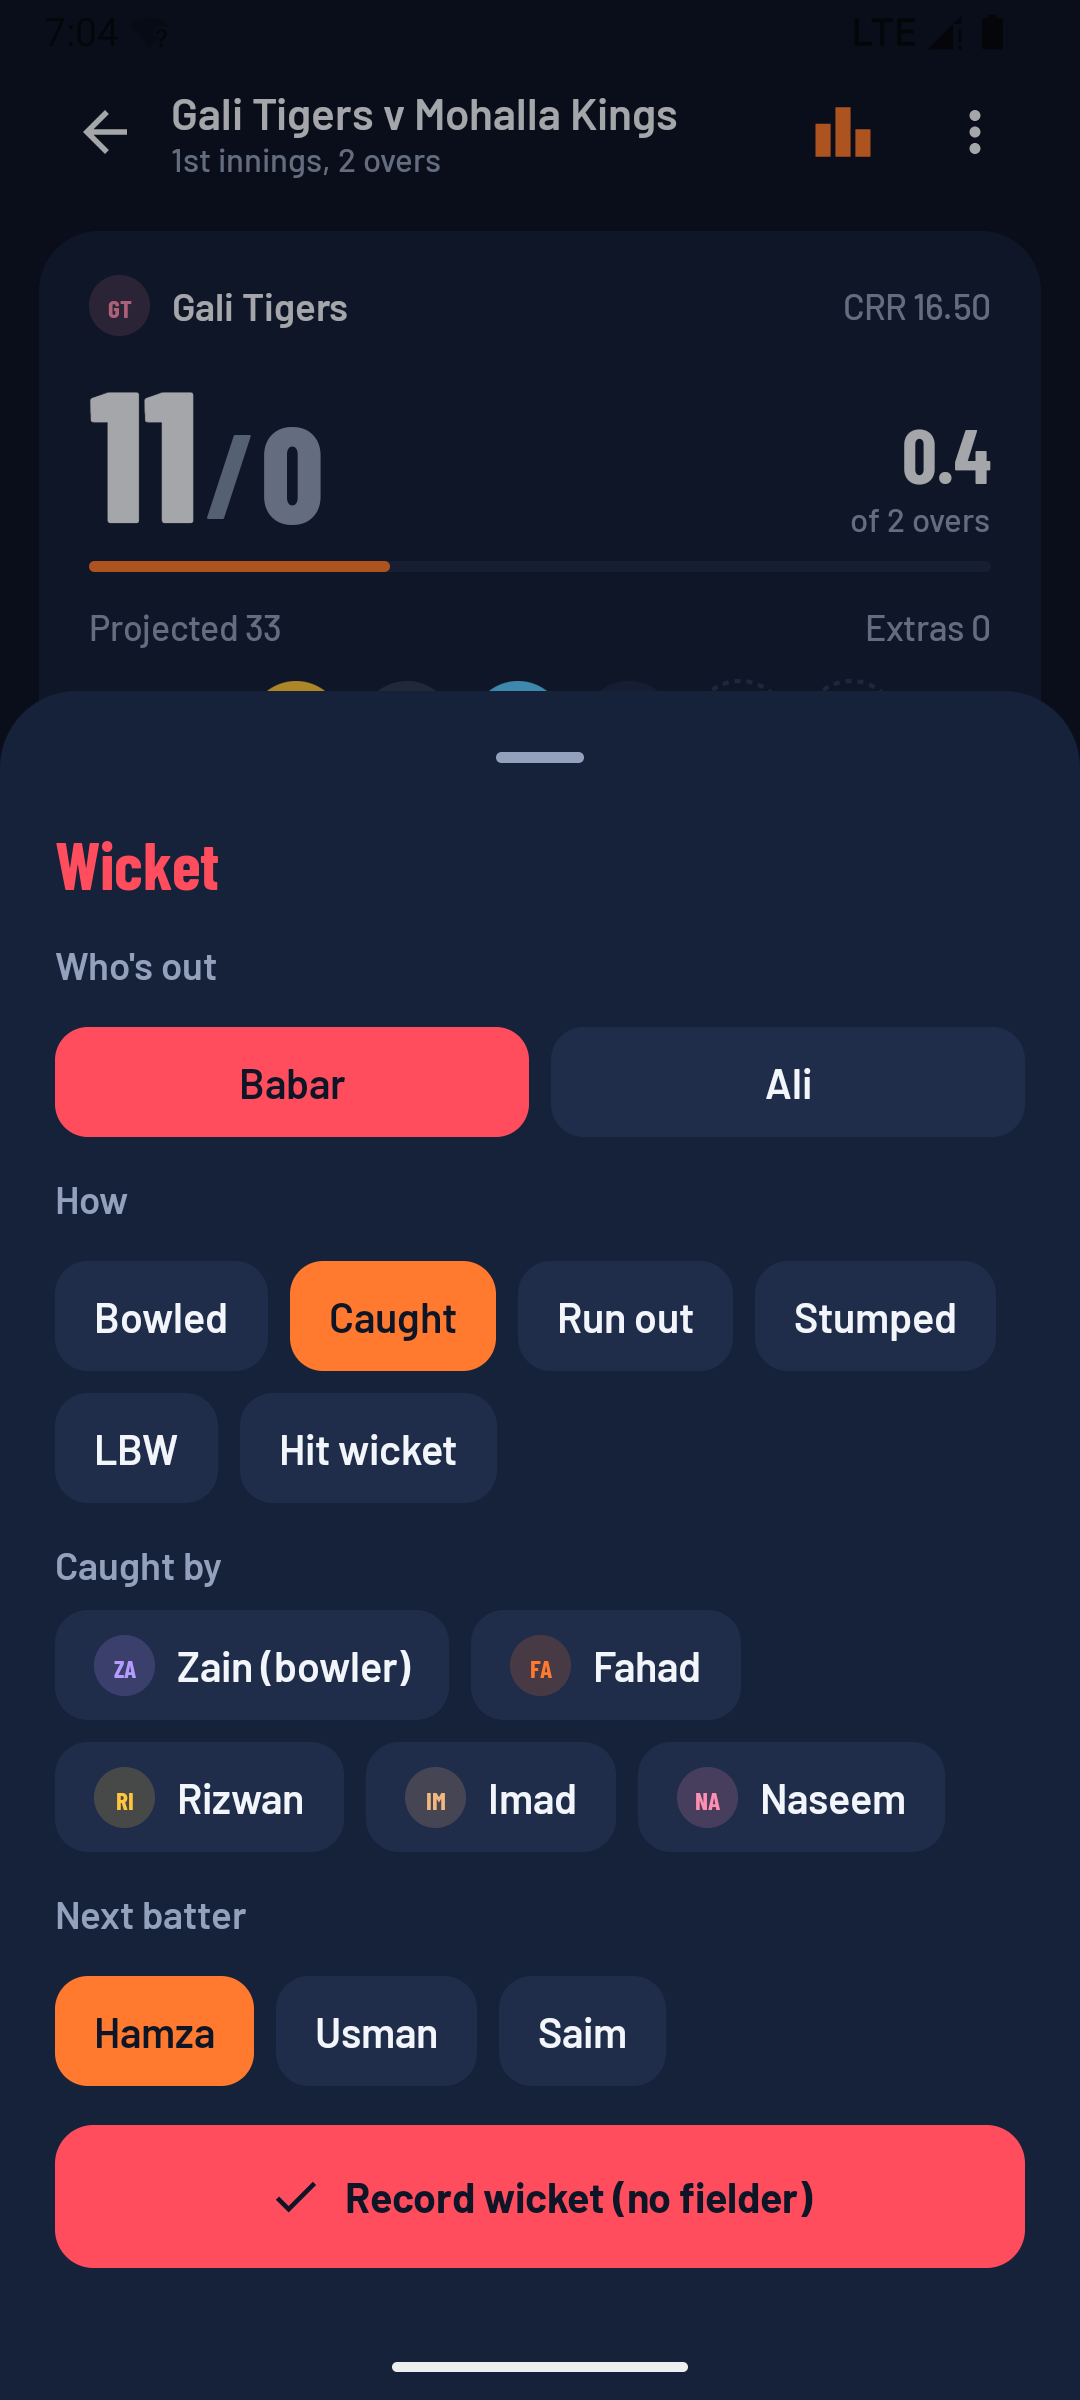 7:04
LTE
Gali Tigers v Mohalla Kings
1st innings, 2 overs
GT Gali Tigers
CRR 16.50
11/0
0.4
of 2 overs
Projected 33
Extras 0
Wicket
Who's out
Babar
Ali
How
Bowled
Caught
Run out
Stumped
LBW
Hit wicket
Caught by
ZA Zain (bowler)
FA Fahad
RI Rizwan
IM Imad
NA Naseem
Next batter
Hamza
Usman
Saim
Record wicket (no fielder)